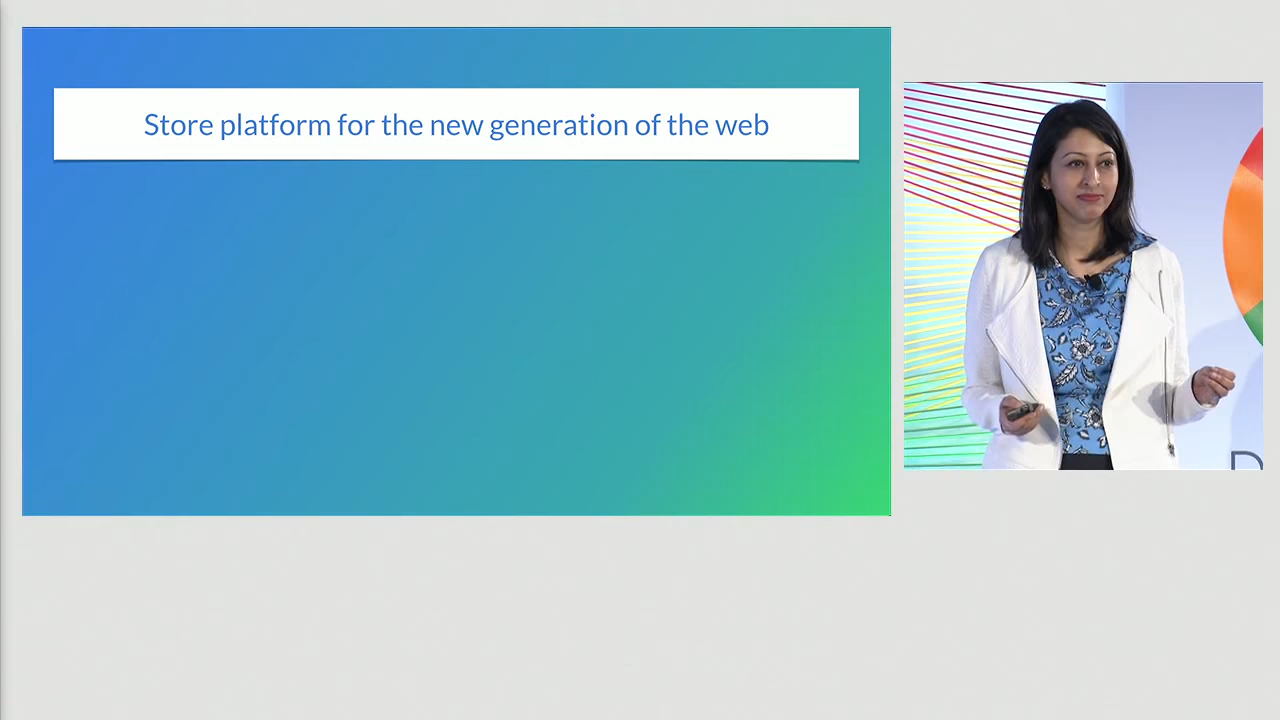 Store platform for the new generation of the web
D